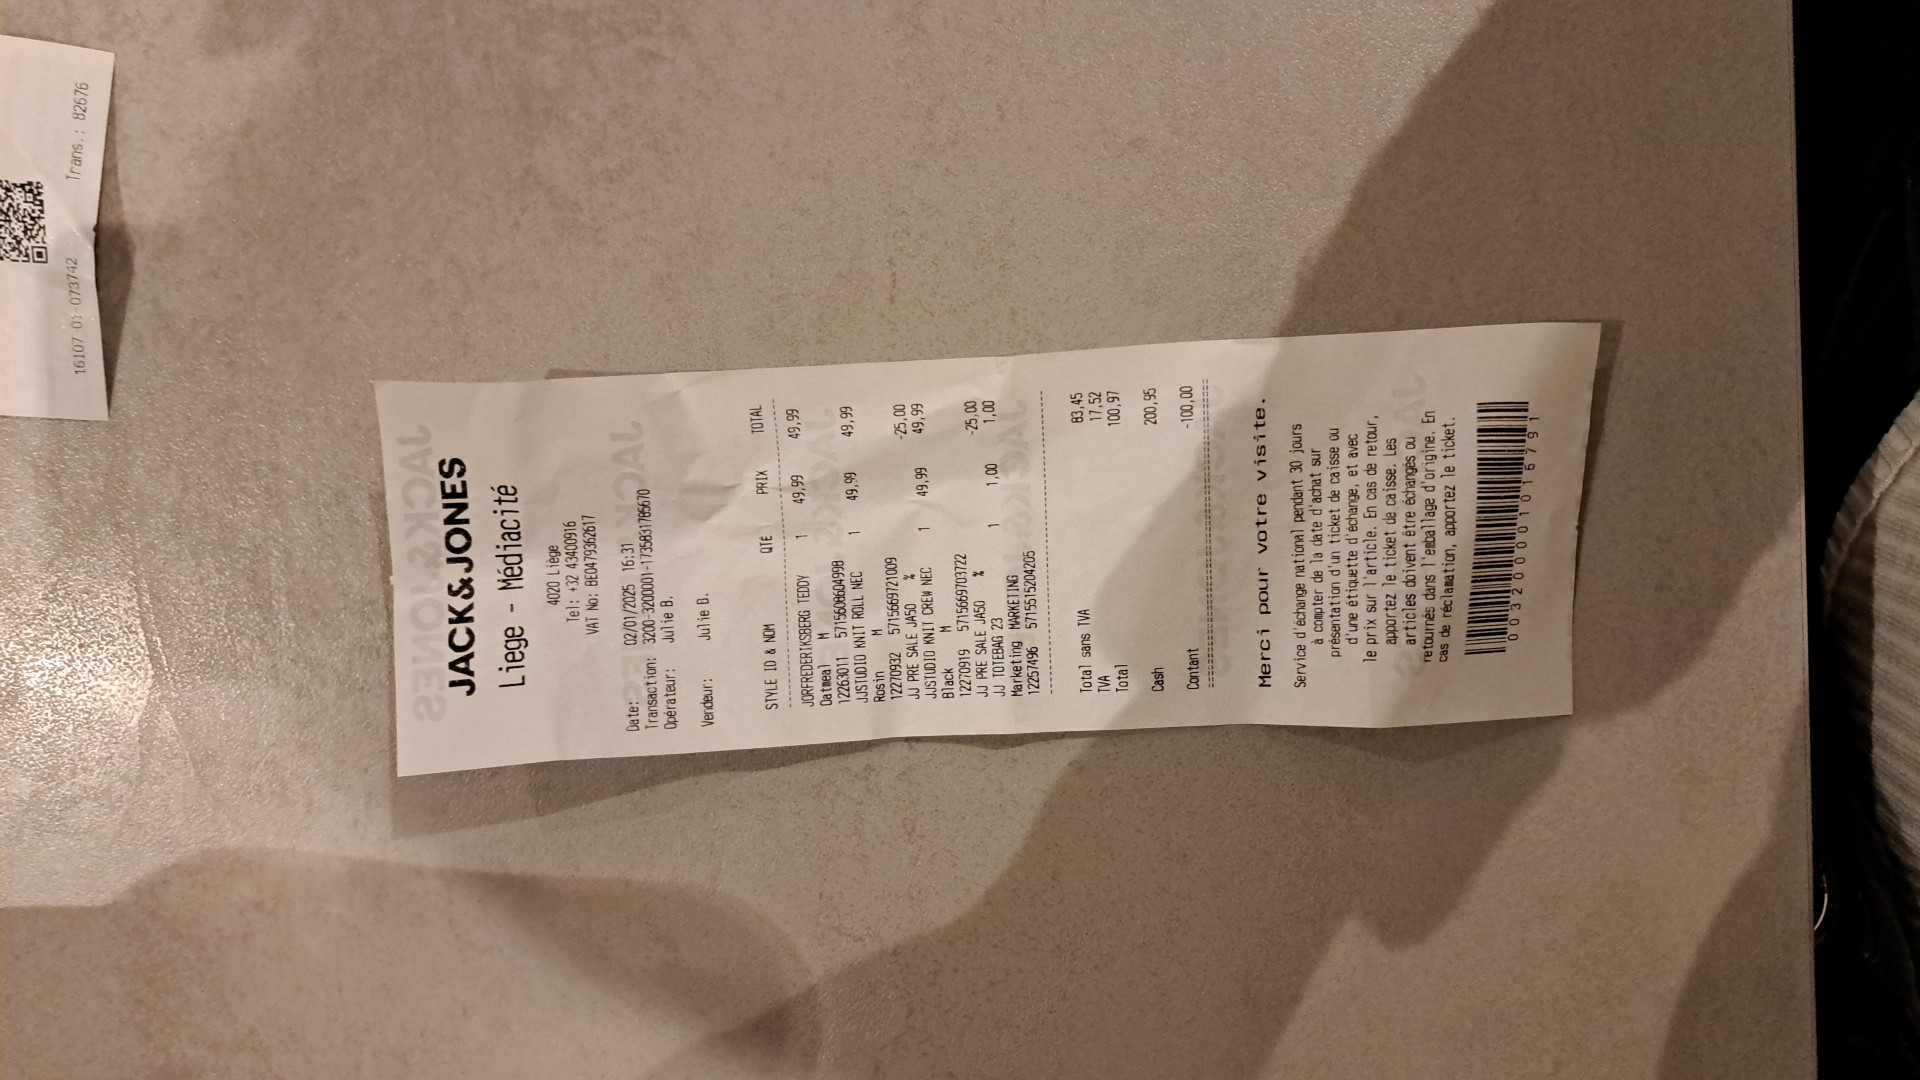 16107-01-073742 Trans.: 82676
JACK&JONES
Liege - Médiacité
4020 Liège
Tel: +32 43400916
VAT No: BE0479362617
Date: 02/01/2025 16:31
Transaction: 3200-3200001-1735831785670
Opérateur: Julie B.
Vendeur: Julie B.
STYLE ID & NOM QTE PRIX TOTAL
JORFREDERIKSBERG TEDDY 1 49,99 49,99
Oatmeal M
12263011 5715608604998
JJSTUDIO KNIT ROLL NEC 1 49,99 49,99
Rosin M
12270932 5715669721009
JJ PRE SALE JA50 % -25,00
JJSTUDIO KNIT CREW NEC 1 49,99 49,99
Black M
12270919 5715669703722
JJ PRE SALE JA50 % -25,00
JJ TOTEBAG 23 1 1,00 1,00
Marketing MARKETING
12257496 5715515204205
Total sans TVA 83,45
TVA 17,52
Total 100,97
Cash 200,95
Contant -100,00
Merci pour votre visite.
Service d'échange national pendant 30 jours
à compter de la date d'achat sur
présentation d'un ticket de caisse ou
d'une étiquette d'échange, et avec
le prix sur l'article. En cas de retour,
apportez le ticket de caisse. Les
articles doivent être échangés ou
retournés dans l'emballage d'origine. En
cas de réclamation, apportez le ticket.
003200001016791